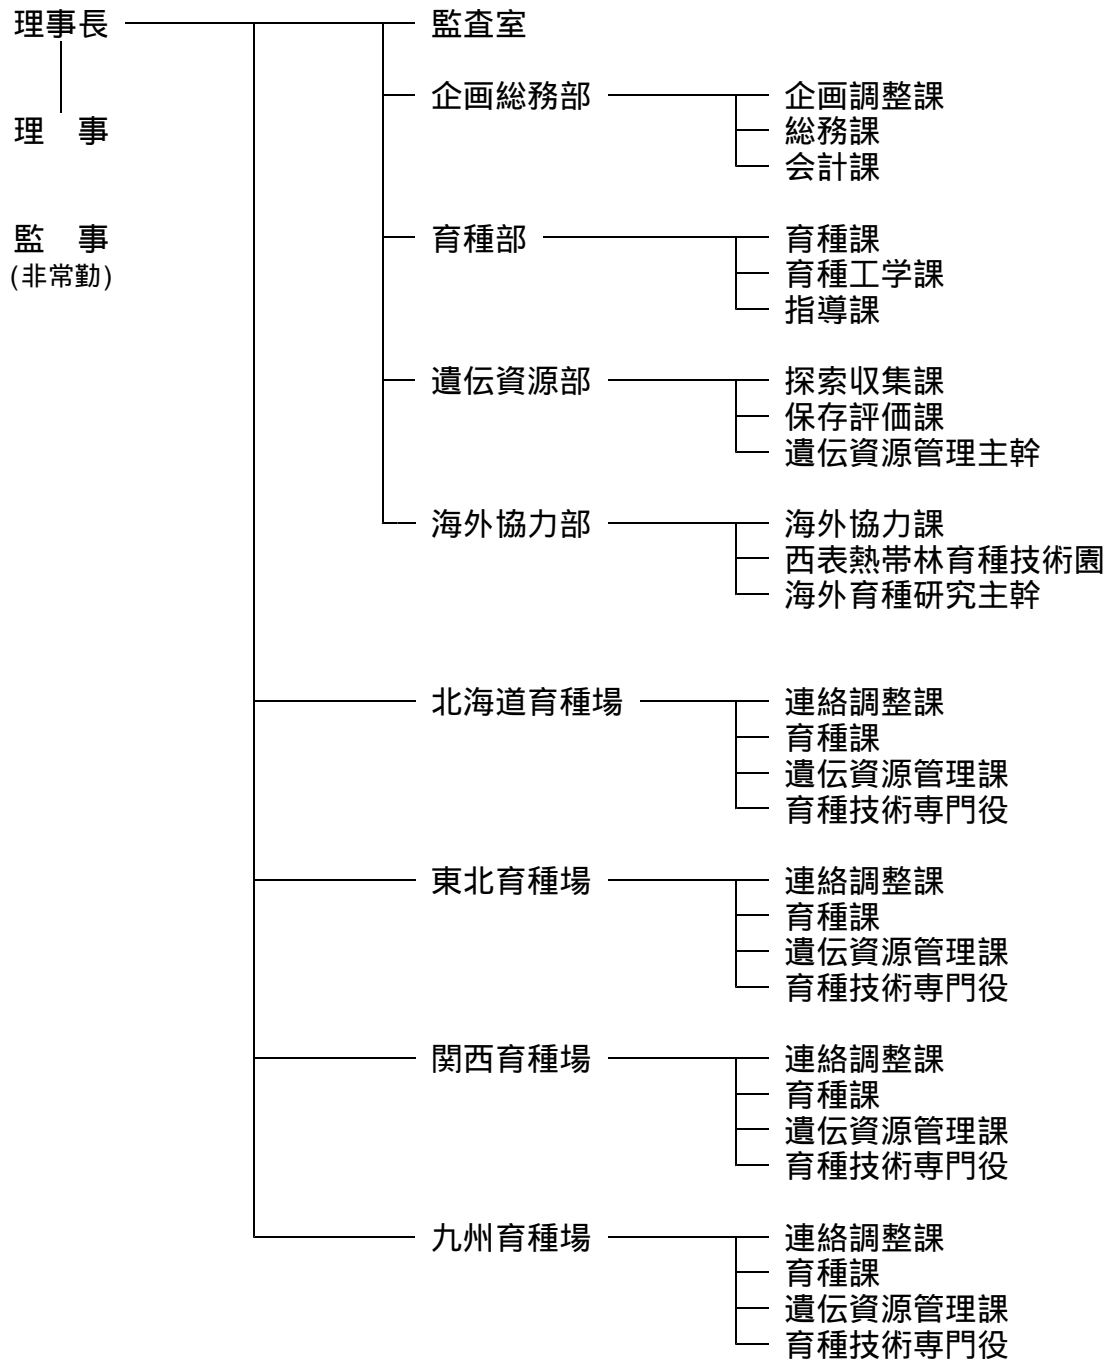 理事長 監査室
企画総務部 企画調整課
理　事 総務課
会計課
監　事 育種部 育種課
(非常勤) 育種工学課
指導課
遺伝資源部 探索収集課
保存評価課
遺伝資源管理主幹
海外協力部 海外協力課
西表熱帯林育種技術園
海外育種研究主幹
北海道育種場 連絡調整課
育種課
遺伝資源管理課
育種技術専門役
東北育種場 連絡調整課
育種課
遺伝資源管理課
育種技術専門役
関西育種場 連絡調整課
育種課
遺伝資源管理課
育種技術専門役
九州育種場 連絡調整課
育種課
遺伝資源管理課
育種技術専門役